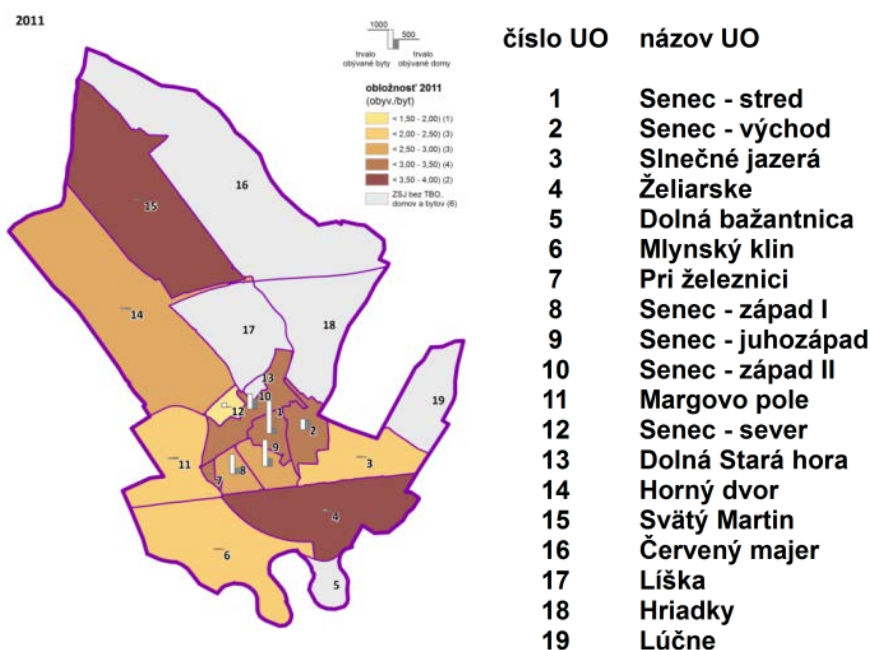 2011
1000
500
trvalo obývané byty
trvalo obývané domy
obložnosť 2011
(obyv./byt)
< 1,50 - 2,00) (1)
< 2,00 - 2,50) (3)
< 2,50 - 3,00) (3)
< 3,00 - 3,50) (4)
< 3,50 - 4,00) (2)
ZSJ bez TBO,
domov a bytov (6)
16
15
14
17
18
13
10
12
1
2
19
9
11
8
3
7
4
6
5
číslo UO názov UO
1 Senec - stred
2 Senec - východ
3 Slnečné jazerá
4 Želiarske
5 Dolná bažantnica
6 Mlynský klin
7 Pri železnici
8 Senec - západ I
9 Senec - juhozápad
10 Senec - západ II
11 Margovo pole
12 Senec - sever
13 Dolná Stará hora
14 Horný dvor
15 Svätý Martin
16 Červený majer
17 Líška
18 Hriadky
19 Lúčne